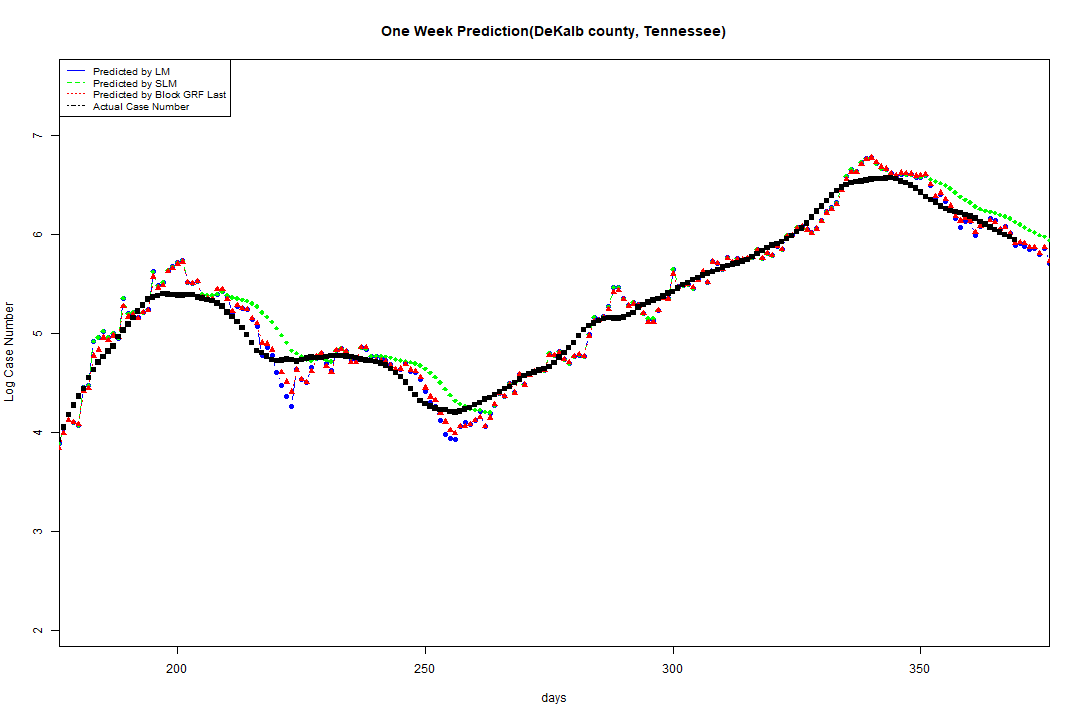 One Week Prediction(DeKalb county, Tennessee)
Predicted by LM
Predicted by SLM
Predicted by Block GRF Last
Actual Case Number
7
6
5
4
3
2
Log Case Number
200 250 300 350
days